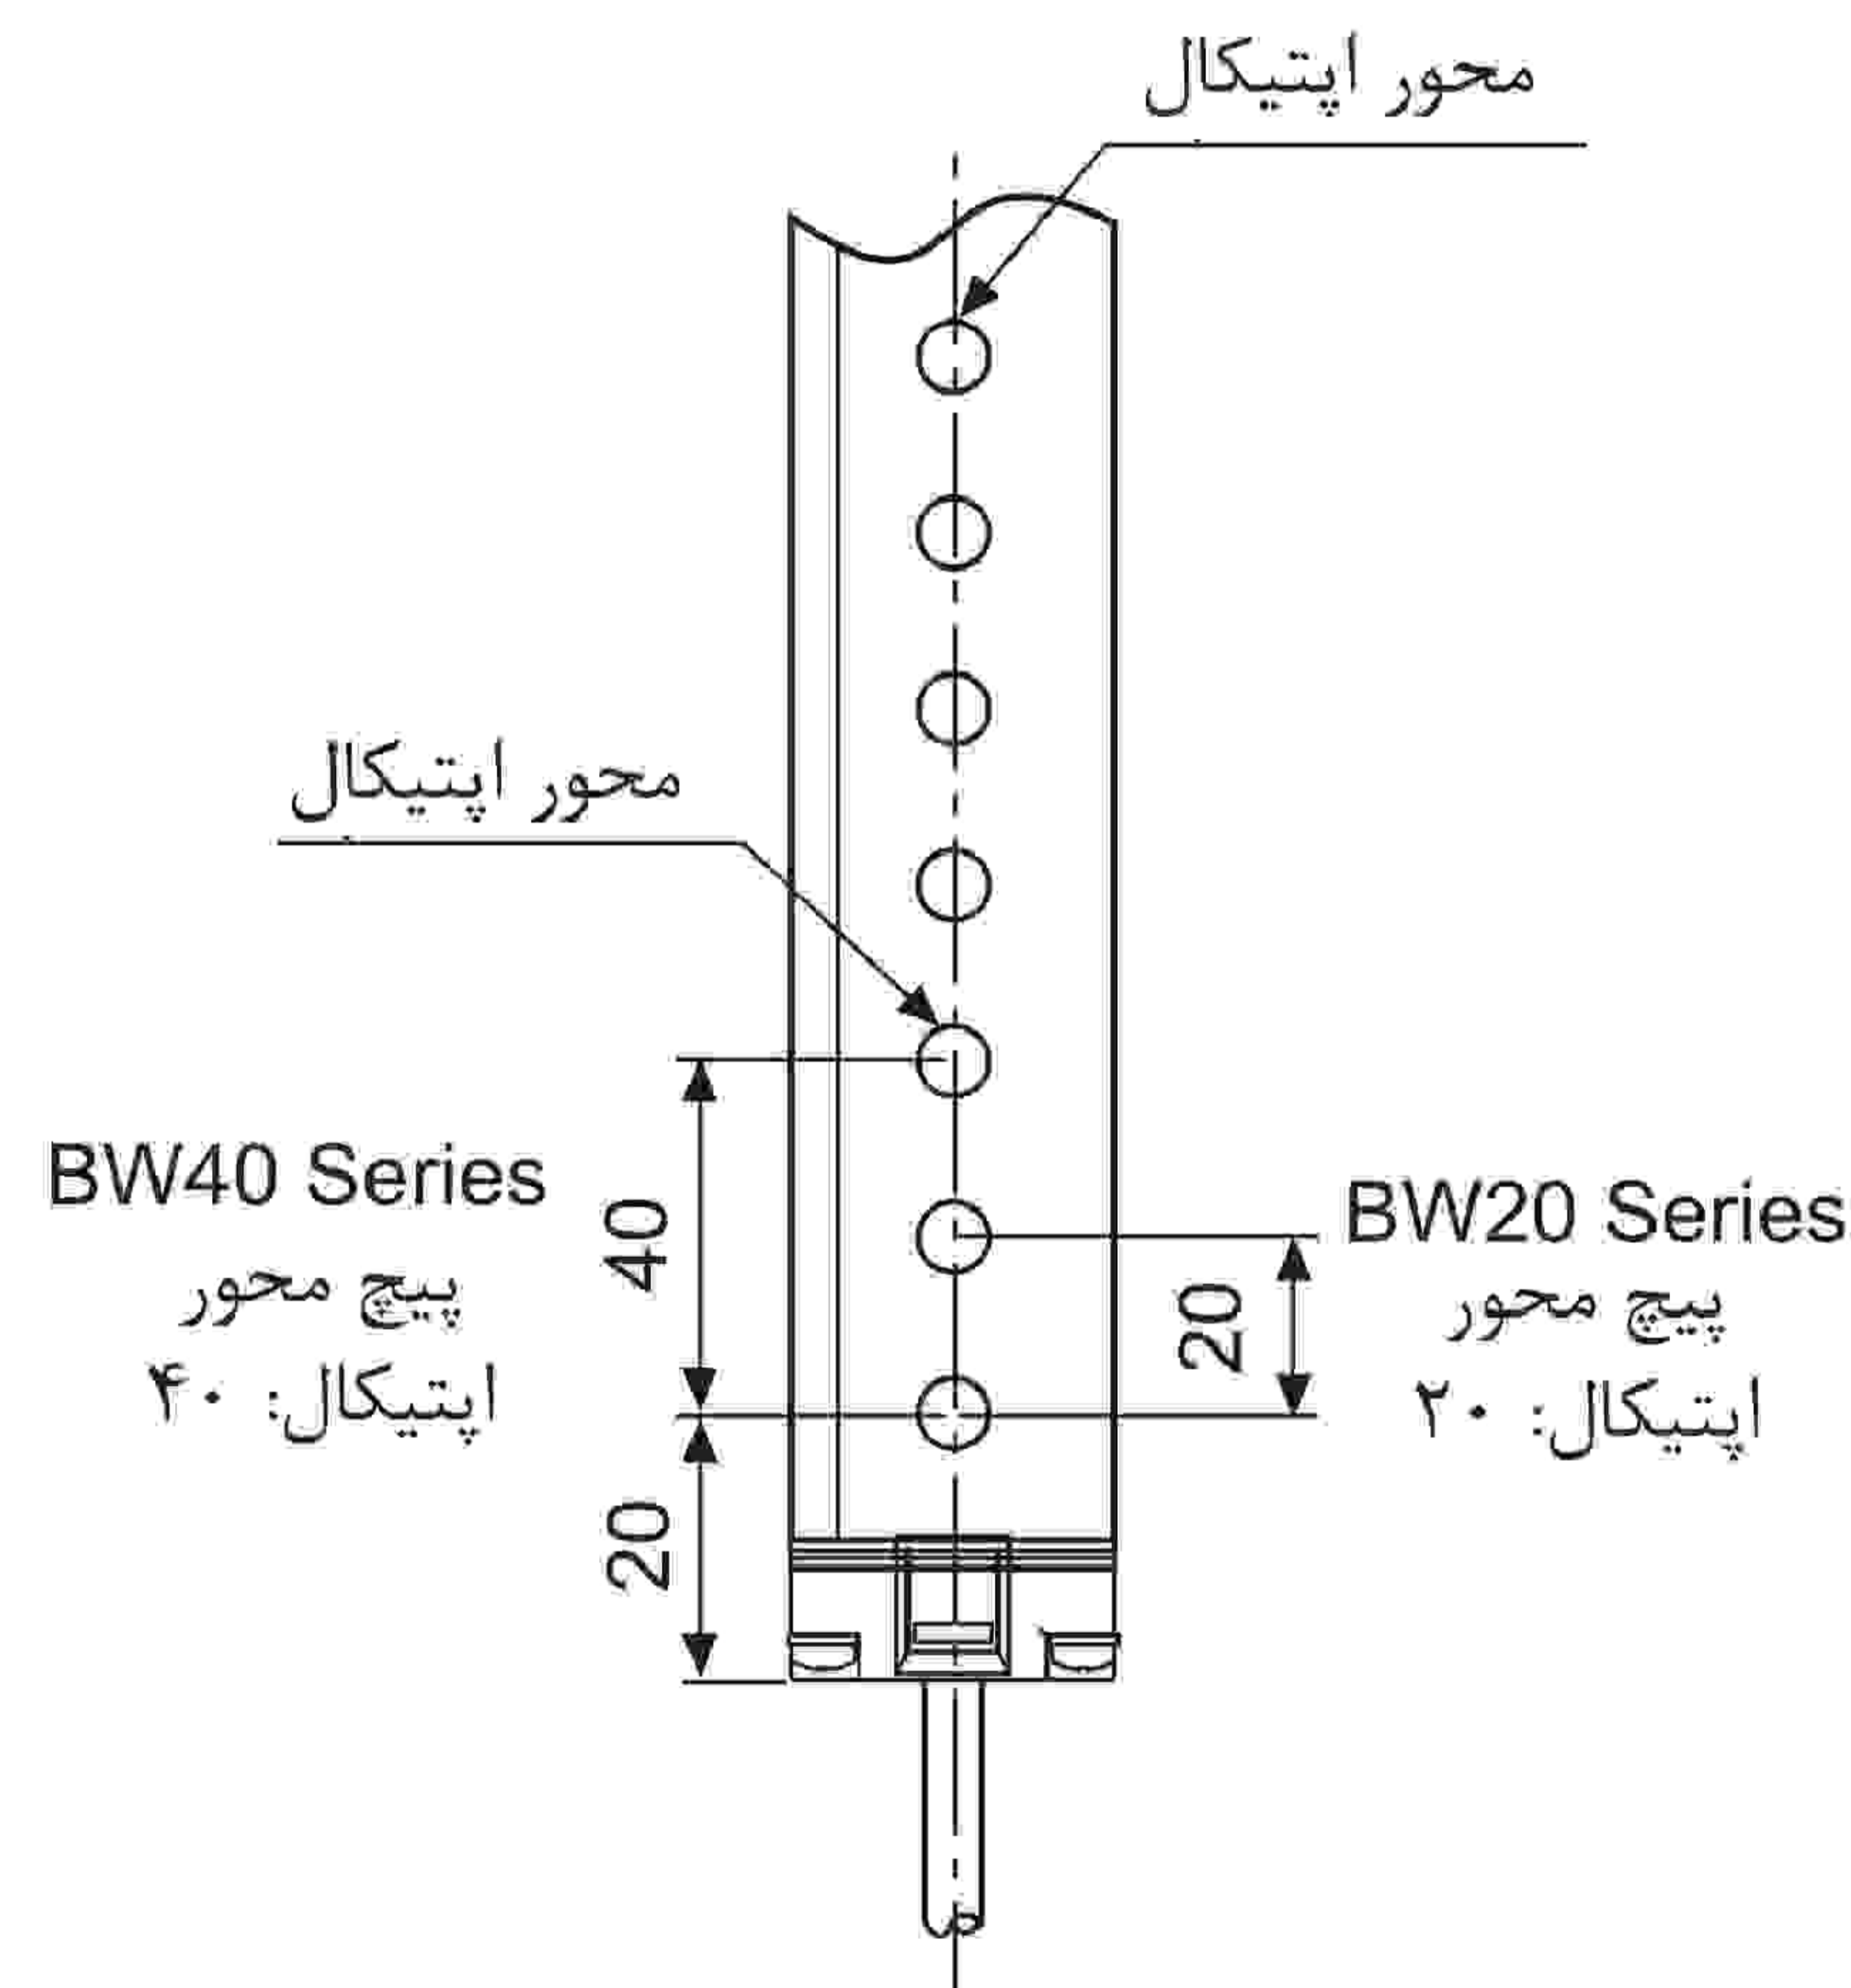 محور اپتیکال
محور اپتیکال
BW40 Series
پیچ محور
اپتیکال: ۴۰
40
20
BW20 Series
پیچ محور
اپتیکال: ۲۰
20